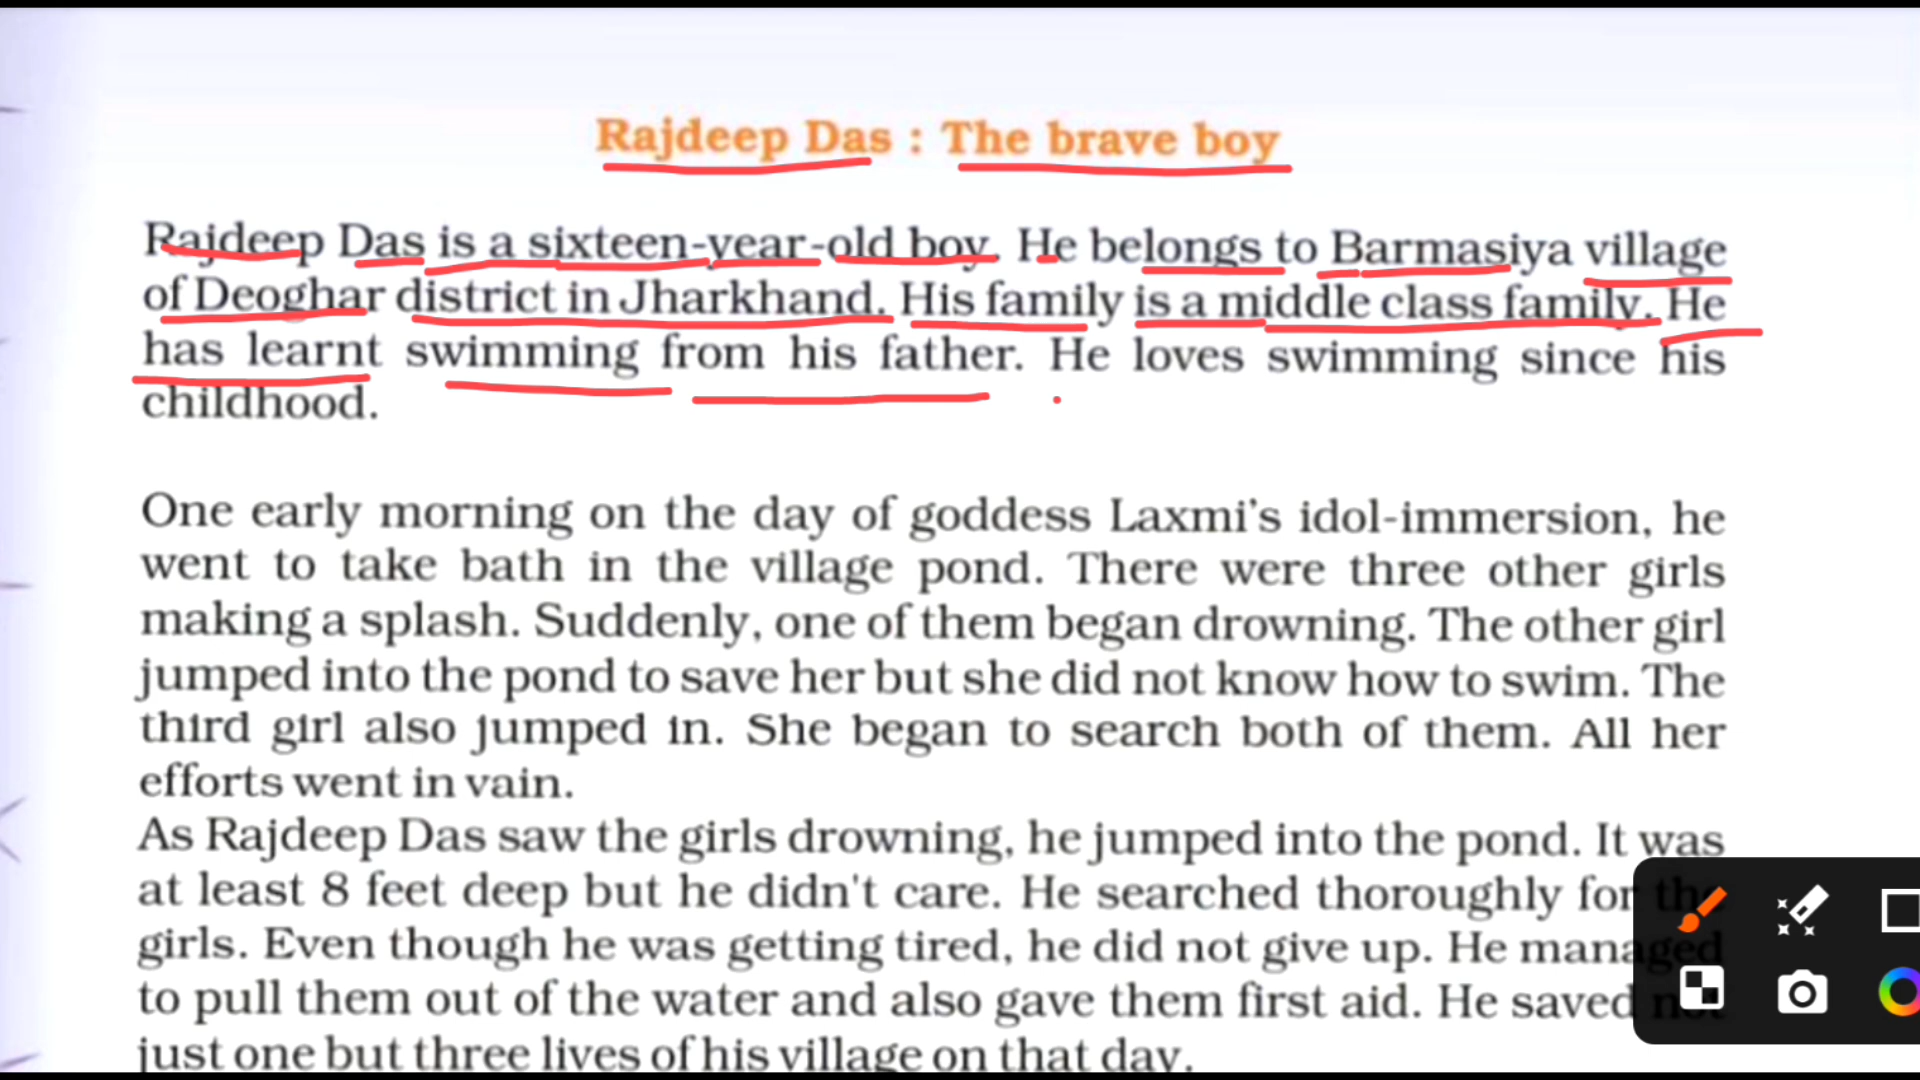 Rajdeep Das : The brave boy
Rajdeep Das is a sixteen-year-old boy. He belongs to Barmasiya village
of Deoghar district in Jharkhand. His family is a middle class family. He
has learnt swimming from his father. He loves swimming since his
childhood.
One early morning on the day of goddess Laxmi's idol-immersion, he
went to take bath in the village pond. There were three other girls
making a splash. Suddenly, one of them began drowning. The other girl
jumped into the pond to save her but she did not know how to swim. The
third girl also jumped in. She began to search both of them. All her
efforts went in vain.
As Rajdeep Das saw the girls drowning, he jumped into the pond. It was
at least 8 feet deep but he didn't care. He searched thoroughly for the
girls. Even though he was getting tired, he did not give up. He managed
to pull them out of the water and also gave them first aid. He saved not
just one but three lives of his village on that day.